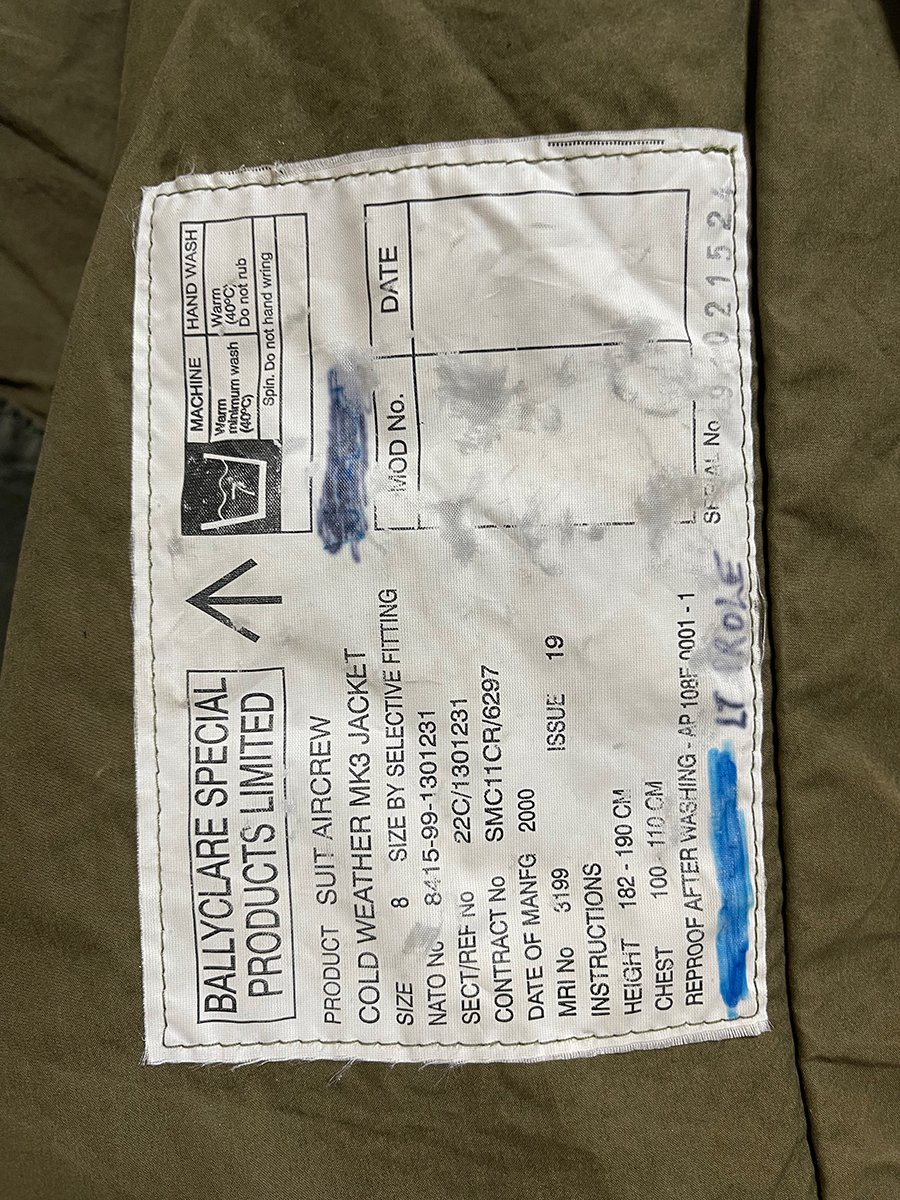 BALLYCLARE SPECIAL
PRODUCTS LIMITED
MACHINE HAND WASH
Warm minimum wash (40°C)
Warm (40°C) Do not rub
Spin. Do not hand wring
PRODUCT SUIT AIRCREW
COLD WEATHER MK3 JACKET
SIZE 8 SIZE BY SELECTIVE FITTING
NATO No 8415-99-1301231
SECT/REF No 22C/1301231
CONTRACT No SMC11CR/6297
DATE OF MANFG 2000
MRI No 3199 ISSUE 19
INSTRUCTIONS
HEIGHT 182 - 190 CM
CHEST 100 - 110 CM
REPROOF AFTER WASHING - AP 108F-0001 - 1
MOD No. DATE
SERIAL No 021524
LT